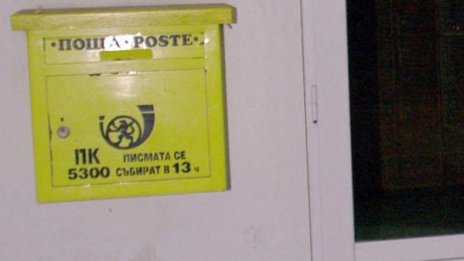 ·ПОЩА·POSTE·
ПК ПИСМАТА СЕ
5300 СЪБИРАТ В 13 ч